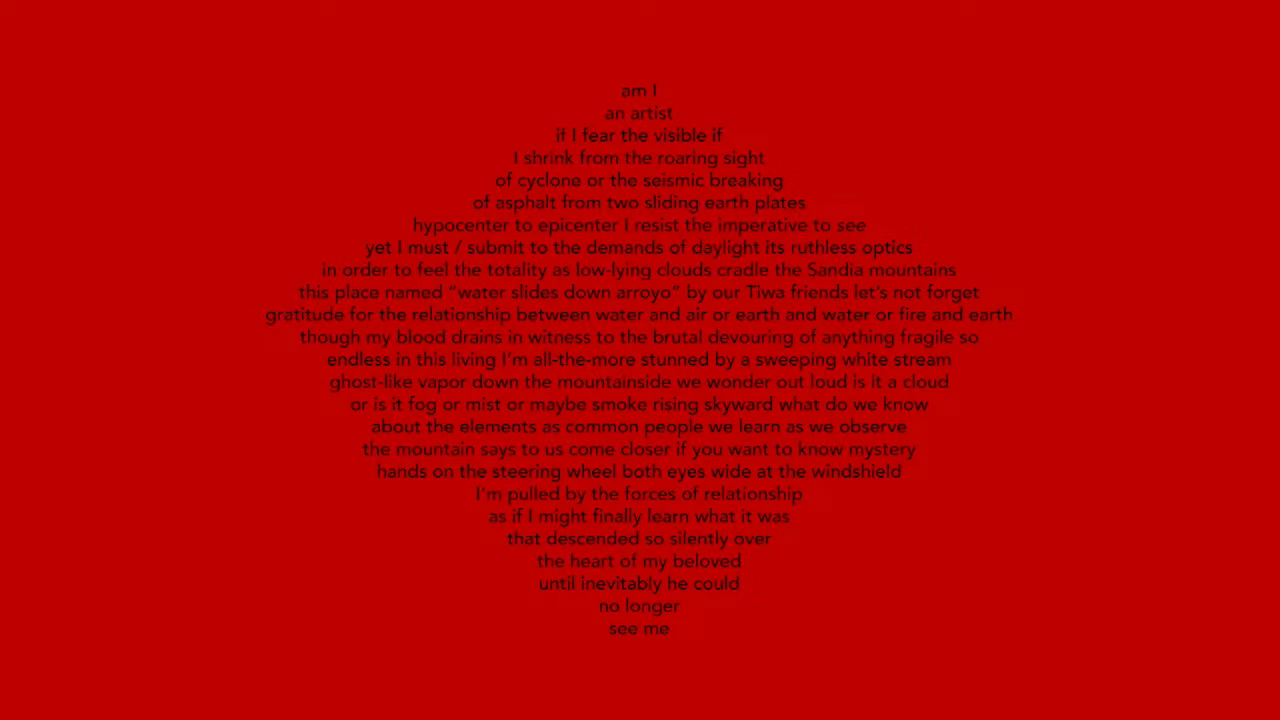 am I
an artist
if I fear the visible if
I shrink from the roaring sight
of cyclone or the seismic breaking
of asphalt from two sliding earth plates
hypocenter to epicenter I resist the imperative to see
yet I must / submit to the demands of daylight its ruthless optics
in order to feel the totality as low-lying clouds cradle the Sandia mountains
this place named “water slides down arroyo” by our Tiwa friends let’s not forget
gratitude for the relationship between water and air or earth and water or fire and earth
though my blood drains in witness to the brutal devouring of anything fragile so
endless in this living I’m all-the-more stunned by a sweeping white stream
ghost-like vapor down the mountainside we wonder out loud is it a cloud
or is it fog or mist or maybe smoke rising skyward what do we know
about the elements as common people we learn as we observe
the mountain says to us come closer if you want to know mystery
hands on the steering wheel both eyes wide at the windshield
I’m pulled by the forces of relationship
as if I might finally learn what it was
that descended so silently over
the heart of my beloved
until inevitably he could
no longer
see me